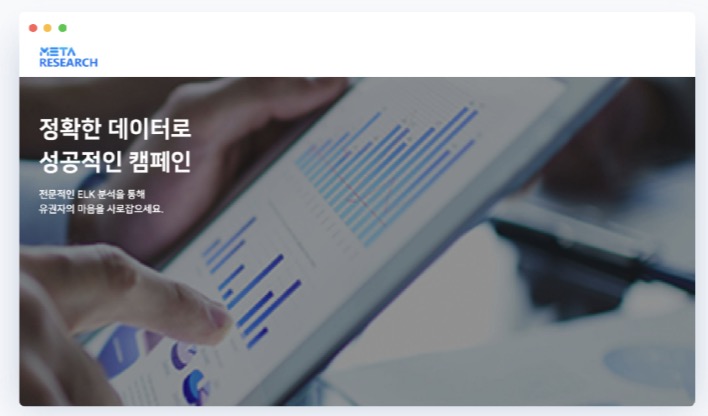 META
RESEARCH
정확한 데이터로
성공적인 캠페인
전문적인 ELK 분석을 통해
유권자의 마음을 사로잡으세요.